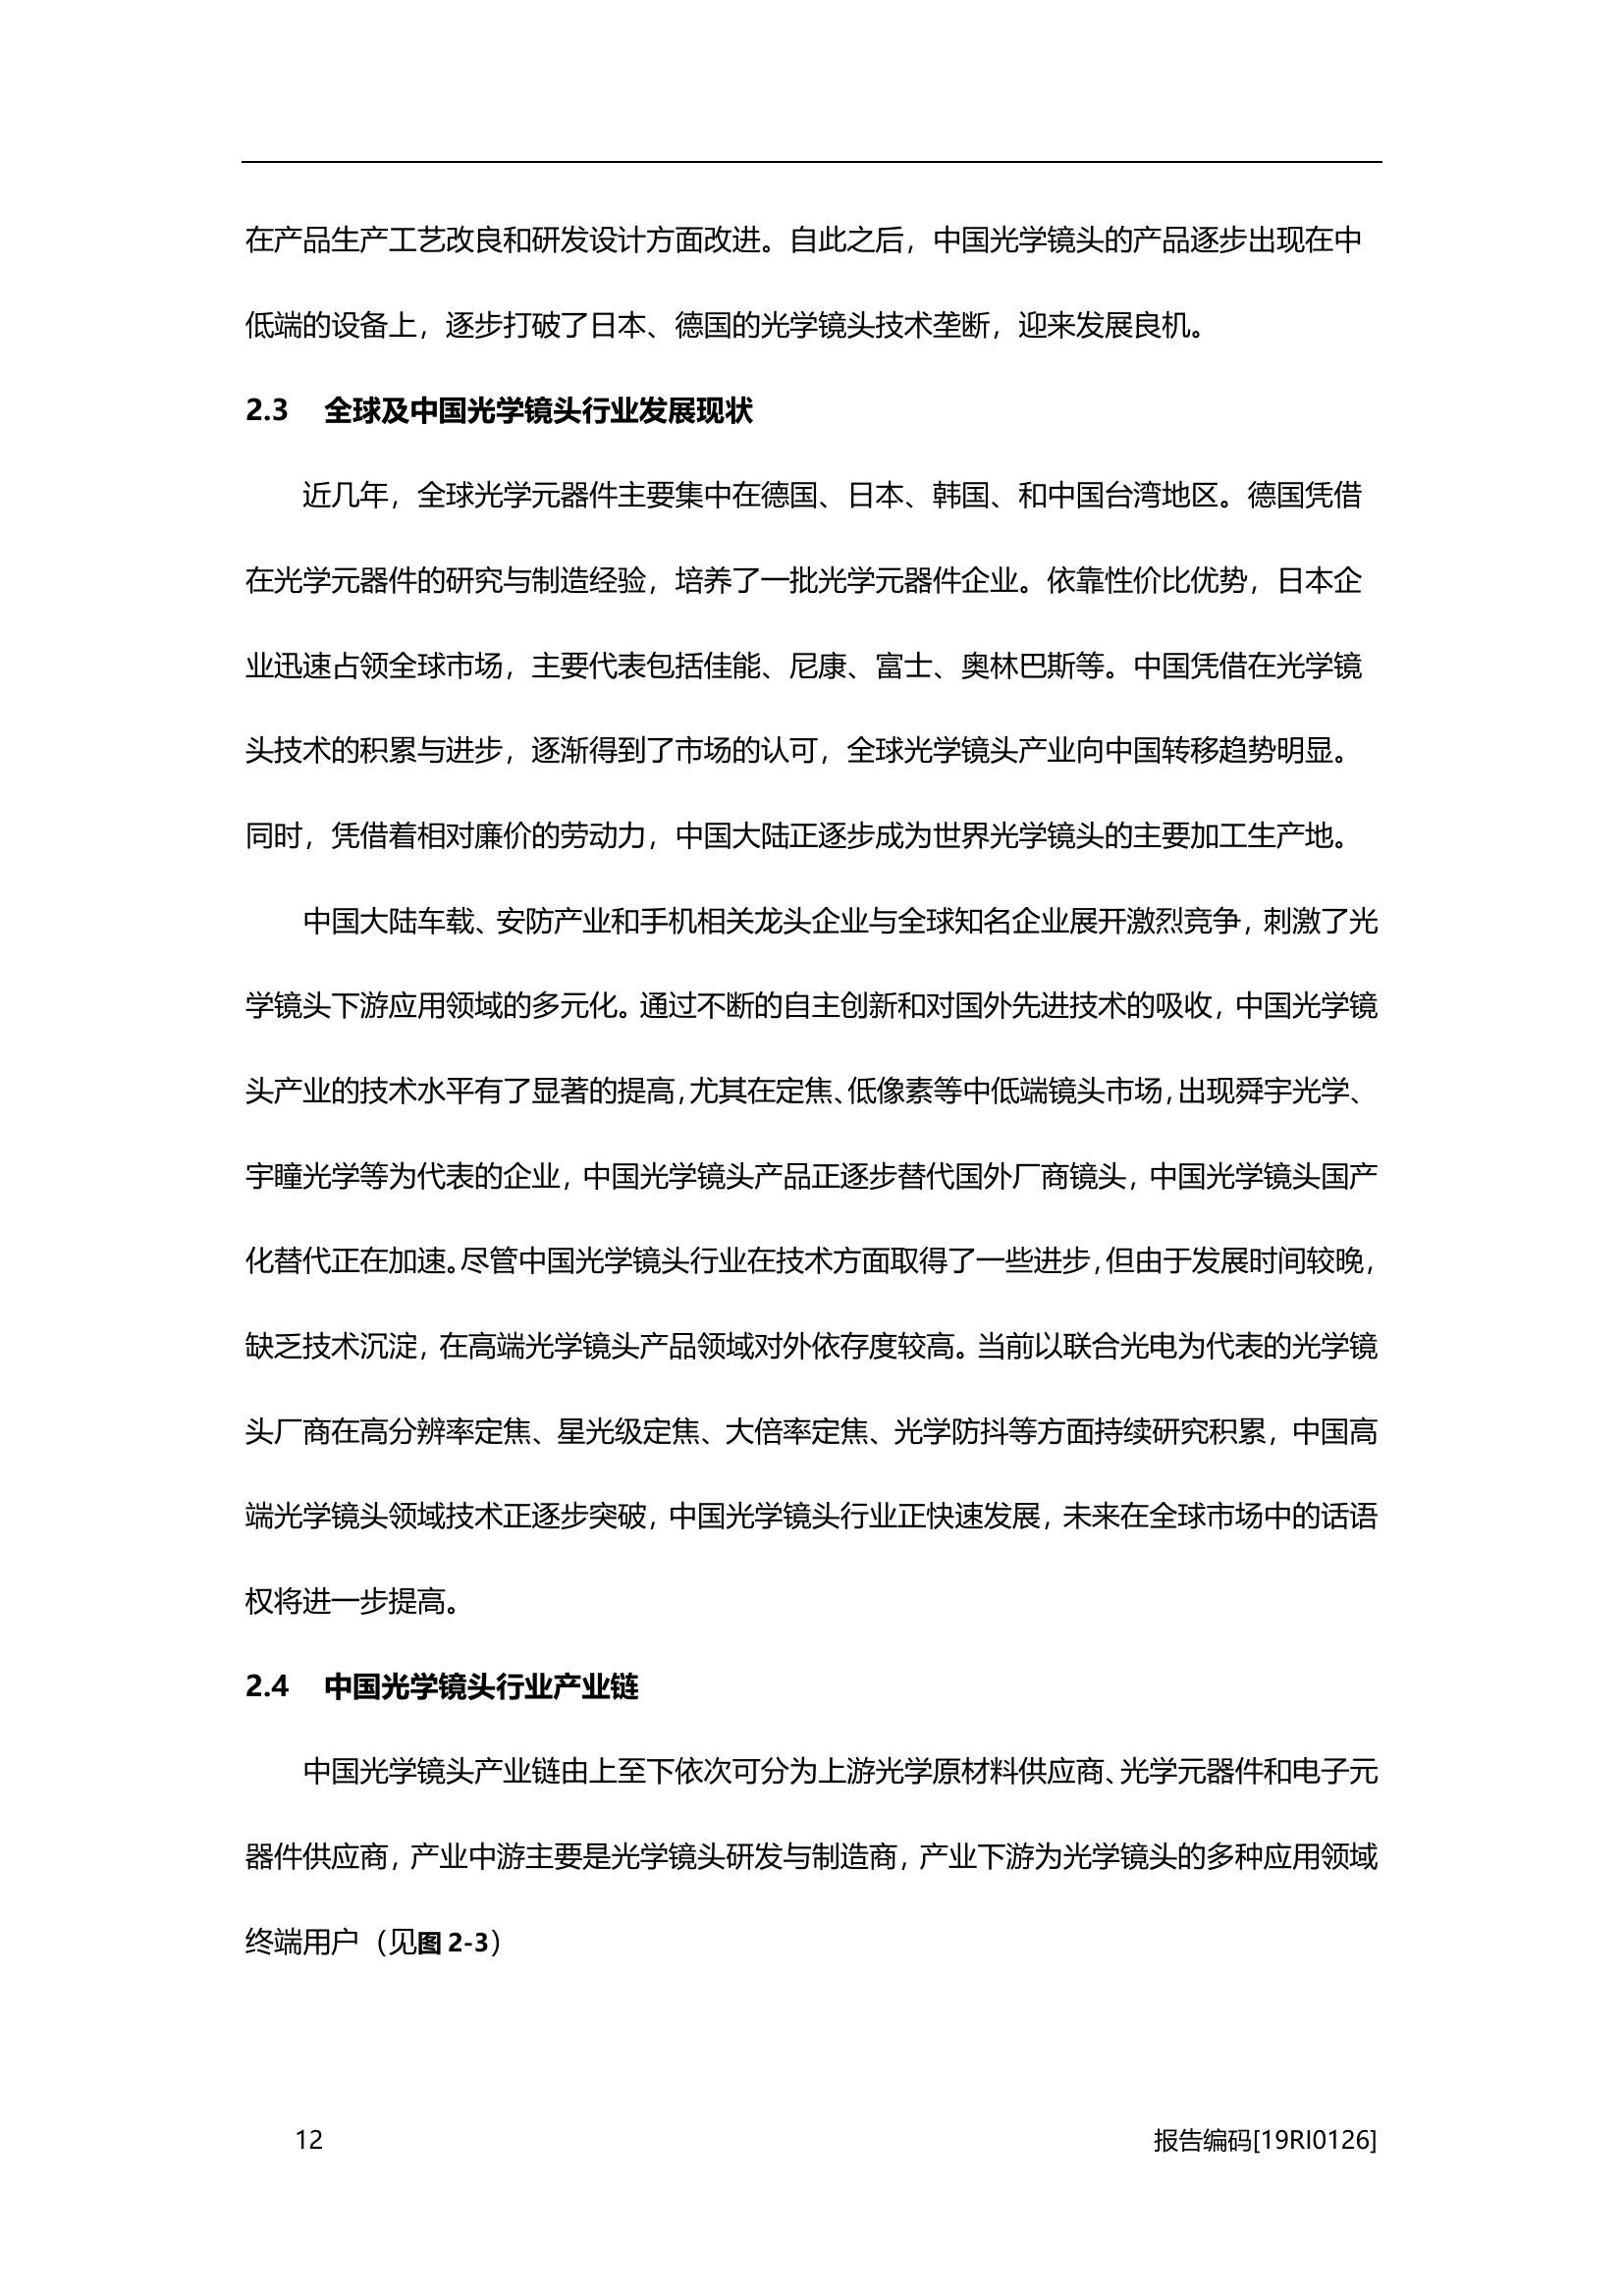 在产品生产工艺改良和研发设计方面改进。自此之后，中国光学镜头的产品逐步出现在中
低端的设备上，逐步打破了日本、德国的光学镜头技术垄断，迎来发展良机。
2.3 全球及中国光学镜头行业发展现状
近几年，全球光学元器件主要集中在德国、日本、韩国、和中国台湾地区。德国凭借
在光学元器件的研究与制造经验，培养了一批光学元器件企业。依靠性价比优势，日本企
业迅速占领全球市场，主要代表包括佳能、尼康、富士、奥林巴斯等。中国凭借在光学镜
头技术的积累与进步，逐渐得到了市场的认可，全球光学镜头产业向中国转移趋势明显。
同时，凭借着相对廉价的劳动力，中国大陆正逐步成为世界光学镜头的主要加工生产地。
中国大陆车载、安防产业和手机相关龙头企业与全球知名企业展开激烈竞争，刺激了光
学镜头下游应用领域的多元化。通过不断的自主创新和对国外先进技术的吸收，中国光学镜
头产业的技术水平有了显著的提高，尤其在定焦、低像素等中低端镜头市场，出现舜宇光学、
宇瞳光学等为代表的企业，中国光学镜头产品正逐步替代国外厂商镜头，中国光学镜头国产
化替代正在加速。尽管中国光学镜头行业在技术方面取得了一些进步，但由于发展时间较晚，
缺乏技术沉淀，在高端光学镜头产品领域对外依存度较高。当前以联合光电为代表的光学镜
头厂商在高分辨率定焦、星光级定焦、大倍率定焦、光学防抖等方面持续研究积累，中国高
端光学镜头领域技术正逐步突破，中国光学镜头行业正快速发展，未来在全球市场中的话语
权将进一步提高。
2.4 中国光学镜头行业产业链
中国光学镜头产业链由上至下依次可分为上游光学原材料供应商、光学元器件和电子元
器件供应商，产业中游主要是光学镜头研发与制造商，产业下游为光学镜头的多种应用领域
终端用户（见图 2-3）
12 报告编码[19RI0126]